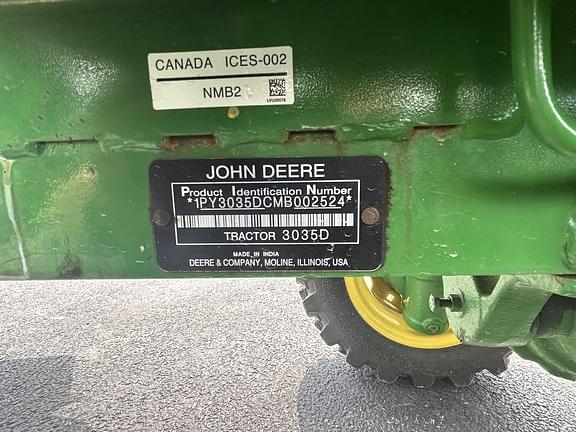 CANADA ICES-002
NMB2
JOHN DEERE
Product Identification Number
*1PY3035DCMB002524*
TRACTOR 3035D
MADE IN INDIA
DEERE & COMPANY, MOLINE, ILLINOIS, USA